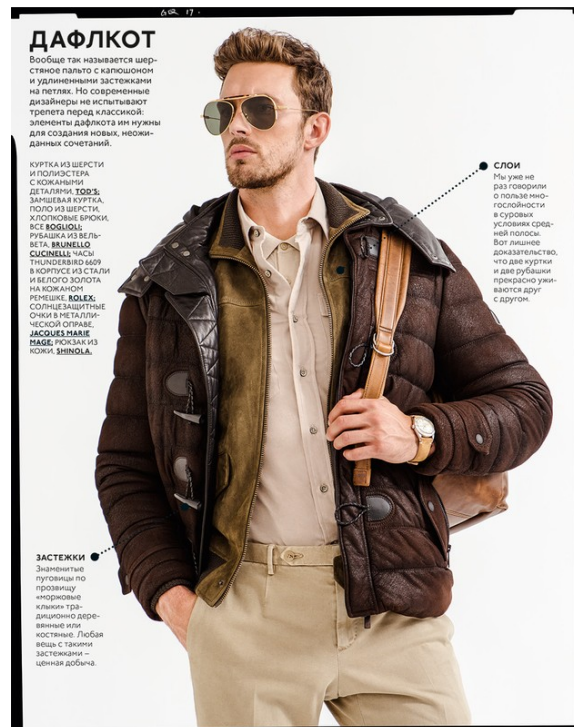 GQR 17.
ДАФЛКОТ
Вообще так называется шер-
стяное пальто с капюшоном
и удлиненными застежками
на петлях. Но современные
дизайнеры не испытывают
трепета перед классикой:
элементы дафлкота им нужны
для создания новых, неожи-
данных сочетаний.
КУРТКА ИЗ ШЕРСТИ
И ПОЛИЭСТЕРА
С КОЖАНЫМИ
ДЕТАЛЯМИ, TOD'S;
ЗАМШЕВАЯ КУРТКА,
ПОЛО ИЗ ШЕРСТИ,
ХЛОПКОВЫЕ БРЮКИ,
ВСЕ BOGLIOLI;
РУБАШКА ИЗ ВЕЛЬ-
ВЕТА, BRUNELLO
CUCINELLI; ЧАСЫ
THUNDERBIRD 6609
В КОРПУСЕ ИЗ СТАЛИ
И БЕЛОГО ЗОЛОТА
НА КОЖАНОМ
РЕМЕШКЕ, ROLEX;
СОЛНЦЕЗАЩИТНЫЕ
ОЧКИ В МЕТАЛЛИ-
ЧЕСКОЙ ОПРАВЕ,
JACQUES MARIE
MAGE; РЮКЗАК ИЗ
КОЖИ, SHINOLA.
СЛОИ
Мы уже не
раз говорили
о пользе мно-
гослойности
в суровых
условиях сред-
ней полосы.
Вот лишнее
доказательство,
что две куртки
и две рубашки
прекрасно ужи-
ваются друг
с другом.
ЗАСТЕЖКИ
Знаменитые
пуговицы по
прозвищу
«моржовые
клыки» тра-
диционно дере-
вянные или
костяные. Любая
вещь с такими
застежками –
ценная добыча.